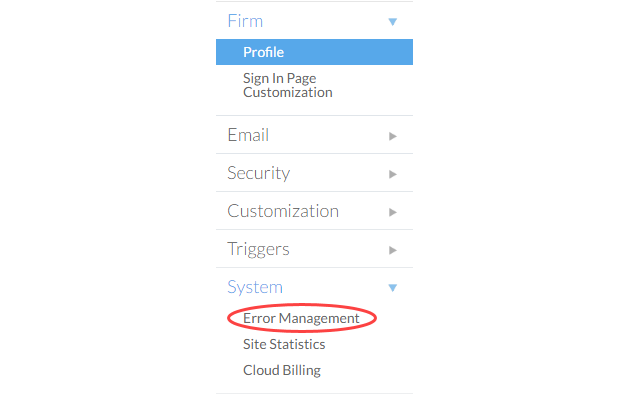 Firm
Profile
Sign In Page
Customization
Email
Security
Customization
Triggers
System
Error Management
Site Statistics
Cloud Billing